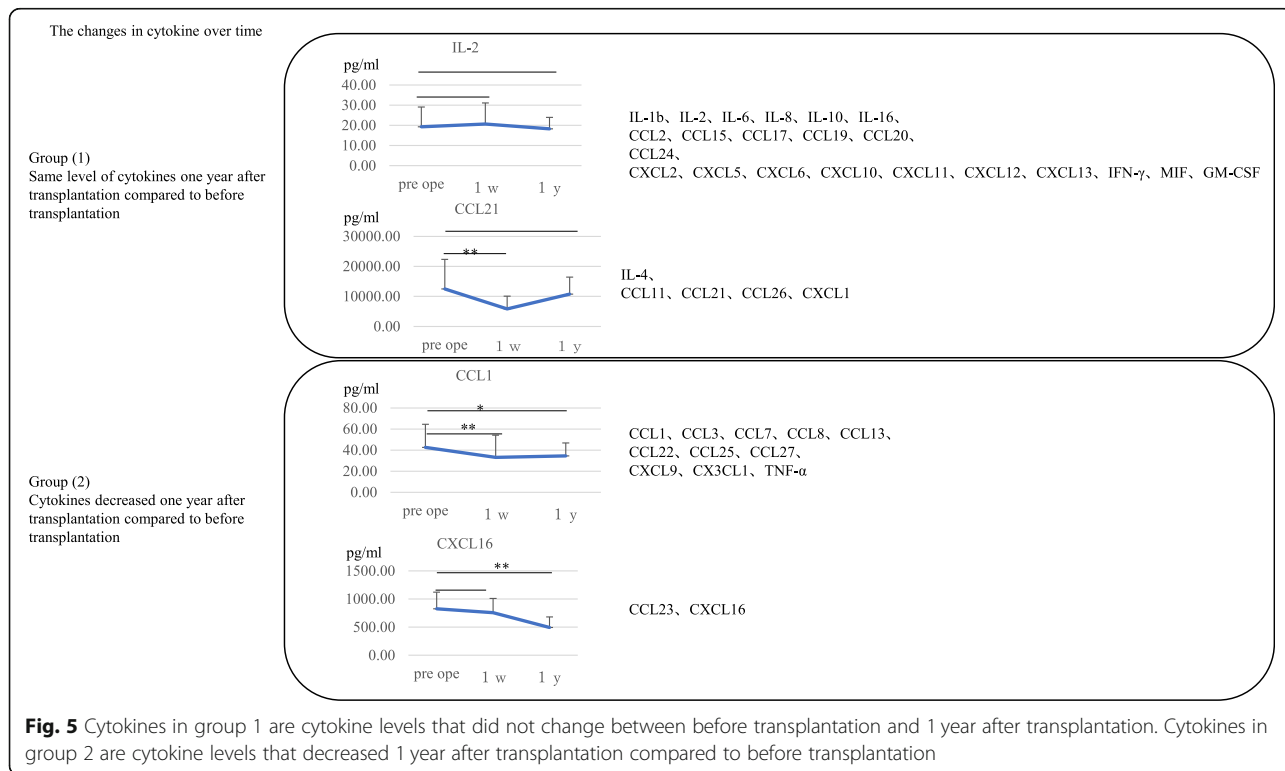 The changes in cytokine over time
Group (1)
Same level of cytokines one year after
transplantation compared to before
transplantation
IL-2
pg/ml
40.00
30.00
20.00
10.00
0.00
pre ope 1 w 1 y
IL-1b、IL-2、IL-6、IL-8、IL-10、IL-16、
CCL2、CCL15、CCL17、CCL19、CCL20、
CCL24、
CXCL2、CXCL5、CXCL6、CXCL10、CXCL11、CXCL12、CXCL13、IFN-γ、MIF、GM-CSF
CCL21
pg/ml
30000.00
20000.00
10000.00
0.00
**
pre ope 1 w 1 y
IL-4、
CCL11、CCL21、CCL26、CXCL1
Group (2)
Cytokines decreased one year after
transplantation compared to before
transplantation
CCL1
pg/ml
80.00
60.00
40.00
20.00
0.00
*
**
pre ope 1 w 1 y
CCL1、CCL3、CCL7、CCL8、CCL13、
CCL22、CCL25、CCL27、
CXCL9、CX3CL1、TNF-α
CXCL16
pg/ml
1500.00
1000.00
500.00
0.00
**
pre ope 1 w 1 y
CCL23、CXCL16
Fig. 5 Cytokines in group 1 are cytokine levels that did not change between before transplantation and 1 year after transplantation. Cytokines in
group 2 are cytokine levels that decreased 1 year after transplantation compared to before transplantation